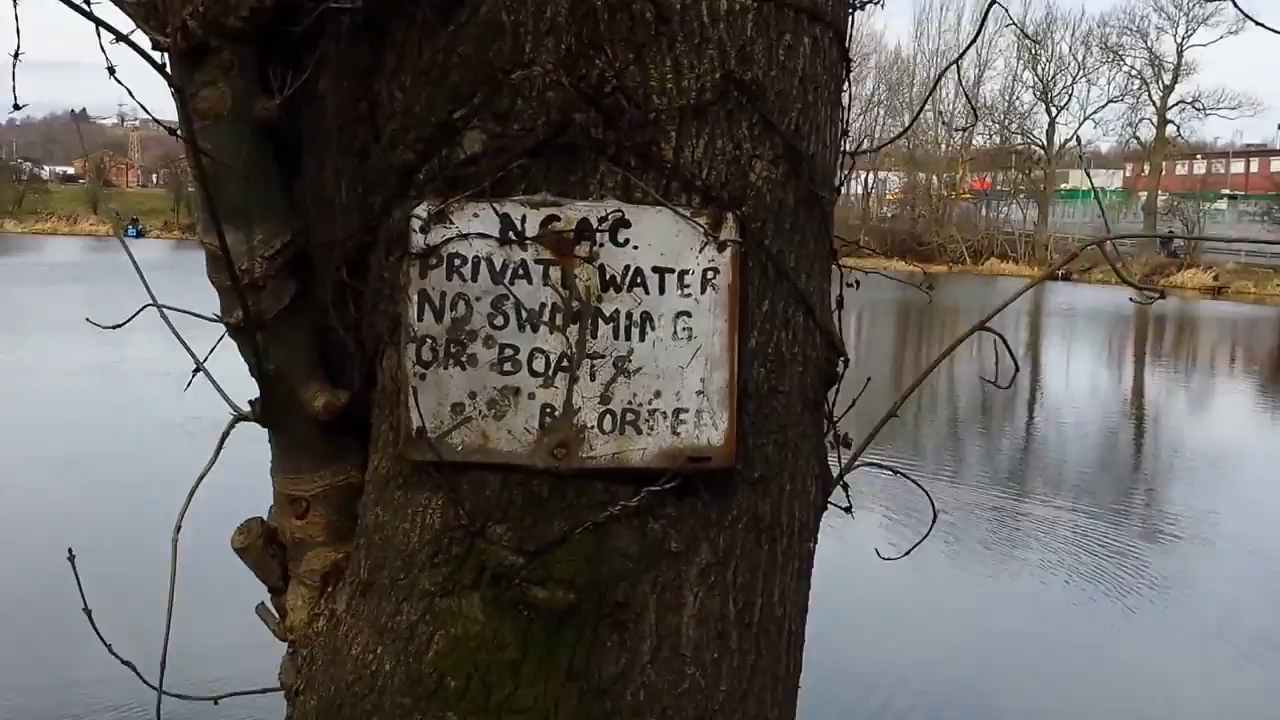 N.C.A.C.
PRIVATE WATER
NO SWIMMING
OR BOATS
BY ORDER